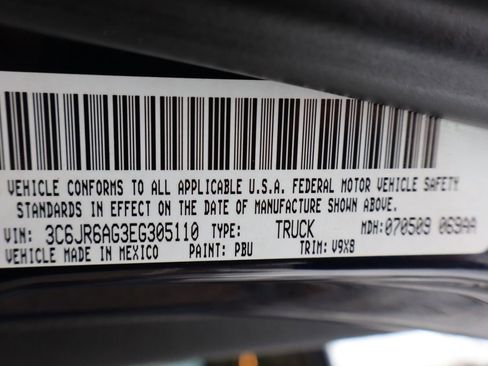 VEHICLE CONFORMS TO ALL APPLICABLE U.S.A. FEDERAL MOTOR VEHICLE SAFETY
STANDARDS IN EFFECT ON THE DATE OF MANUFACTURE SHOWN ABOVE.
VIN: 3C6JR6AG3EG305110 TYPE: TRUCK MDH: 070509 069AA
VEHICLE MADE IN MEXICO PAINT: PBU TRIM: V9X8